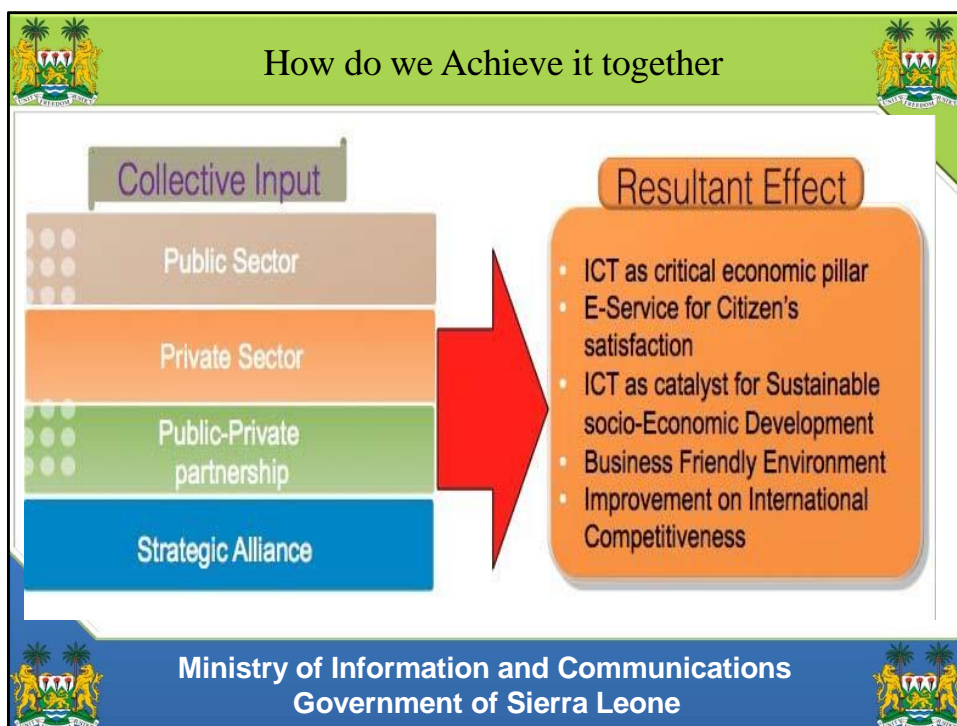 How do we Achieve it together
Collective Input
Public Sector
Private Sector
Public-Private
partnership
Strategic Alliance
Resultant Effect
• ICT as critical economic pillar
• E-Service for Citizen's
satisfaction
• ICT as catalyst for Sustainable
socio-Economic Development
• Business Friendly Environment
• Improvement on International
Competitiveness
Ministry of Information and Communications
Government of Sierra Leone